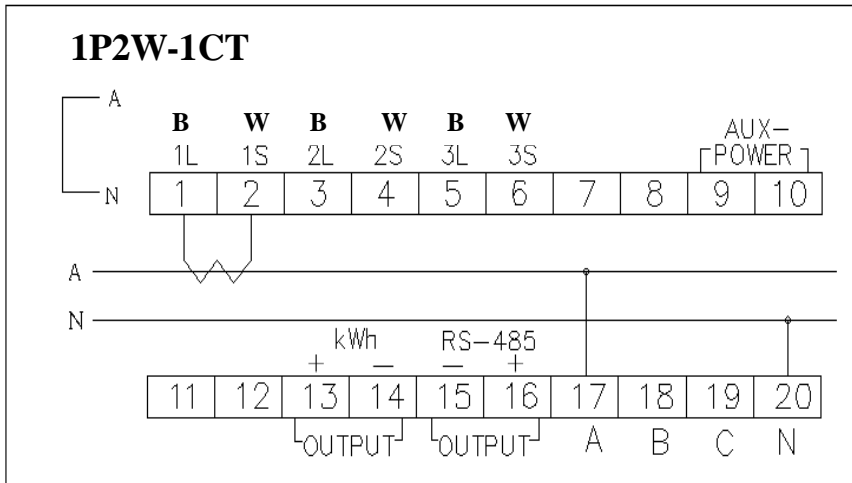 1P2W-1CT
A
B W B W B W
AUX-
1L 1S 2L 2S 3L 3S
POWER
N
1 2 3 4 5 6 7 8 9 10
A
N
kWh RS-485
+ - - +
11 12 13 14 15 16 17 18 19 20
OUTPUT OUTPUT A B C N